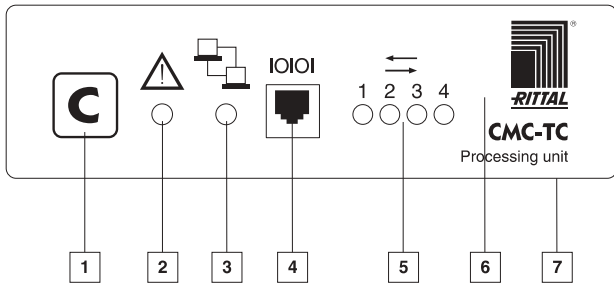 C
IOIOI
1 2 3 4
®
RITTAL
CMC-TC
Processing unit
1 2 3 4 5 6 7